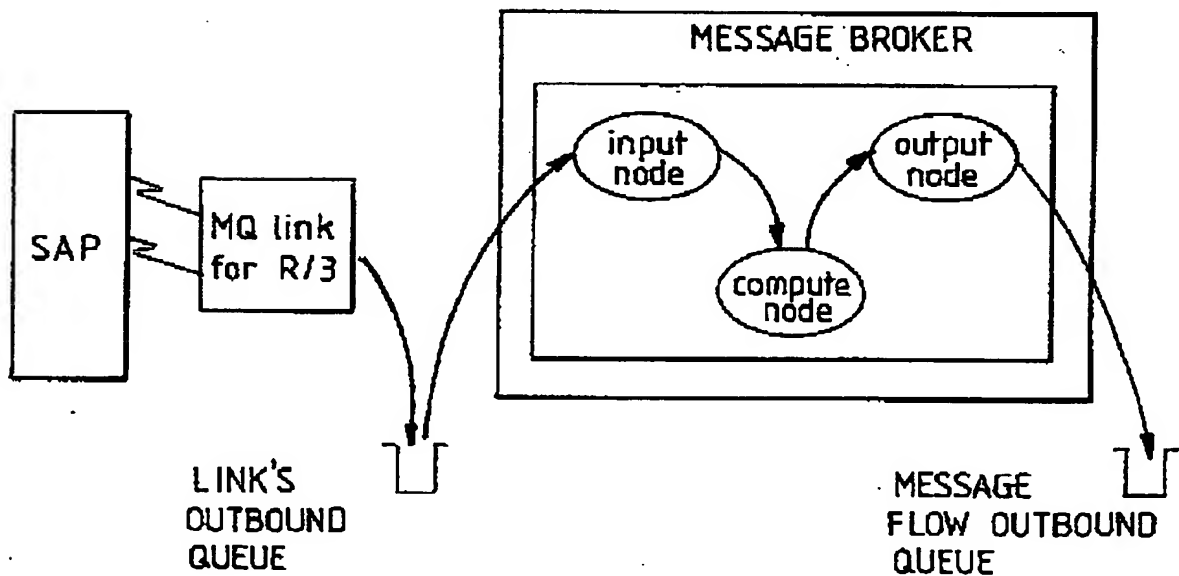 MESSAGE BROKER
input
node
output
node
compute
node
SAP
MQ link
for R/3
LINK'S
OUTBOUND
QUEUE
MESSAGE
FLOW OUTBOUND
QUEUE